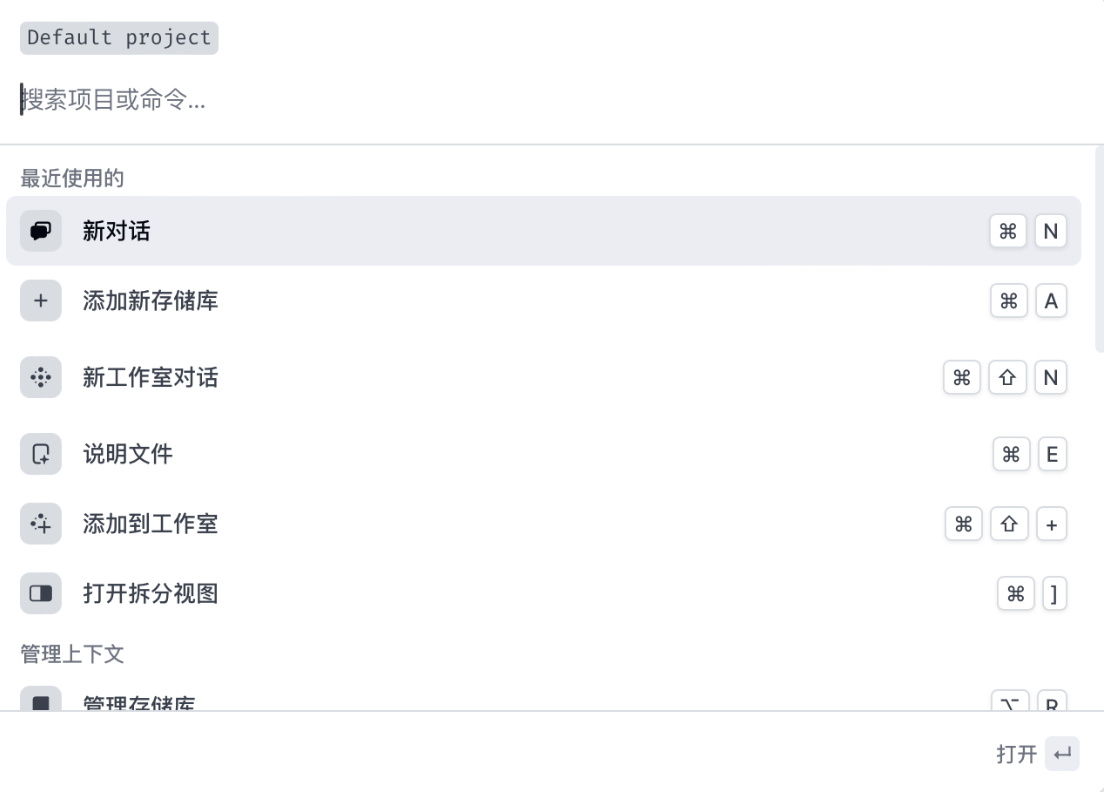 Default project
搜索项目或命令...
最近使用的
新对话 ⌘ N
添加新存储库 ⌘ A
新工作室对话 ⌘ ⇧ N
说明文件 ⌘ E
添加到工作室 ⌘ ⇧ +
打开拆分视图 ⌘ ]
管理上下文
管理存储库 ⌥ R
打开 ↵